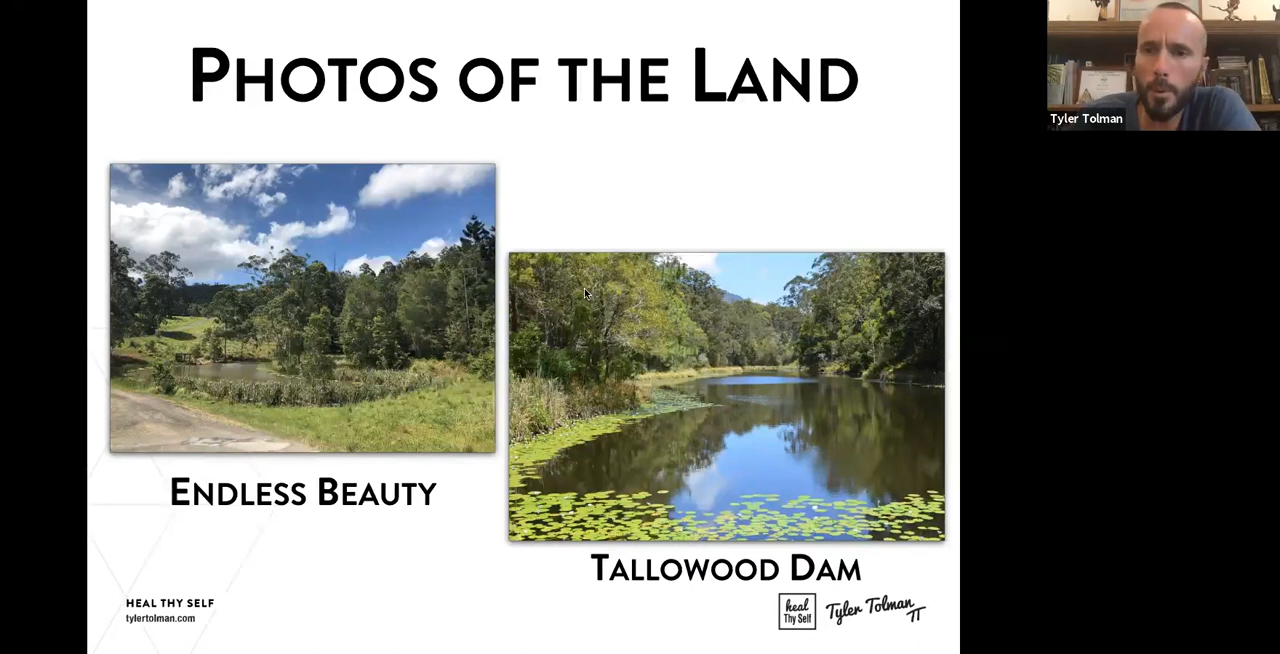 PHOTOS OF THE LAND
Tyler Tolman
ENDLESS BEAUTY
TALLOWOOD DAM
HEAL THY SELF
tylertolman.com
heal
Thy Self
Tyler Tolman
TT